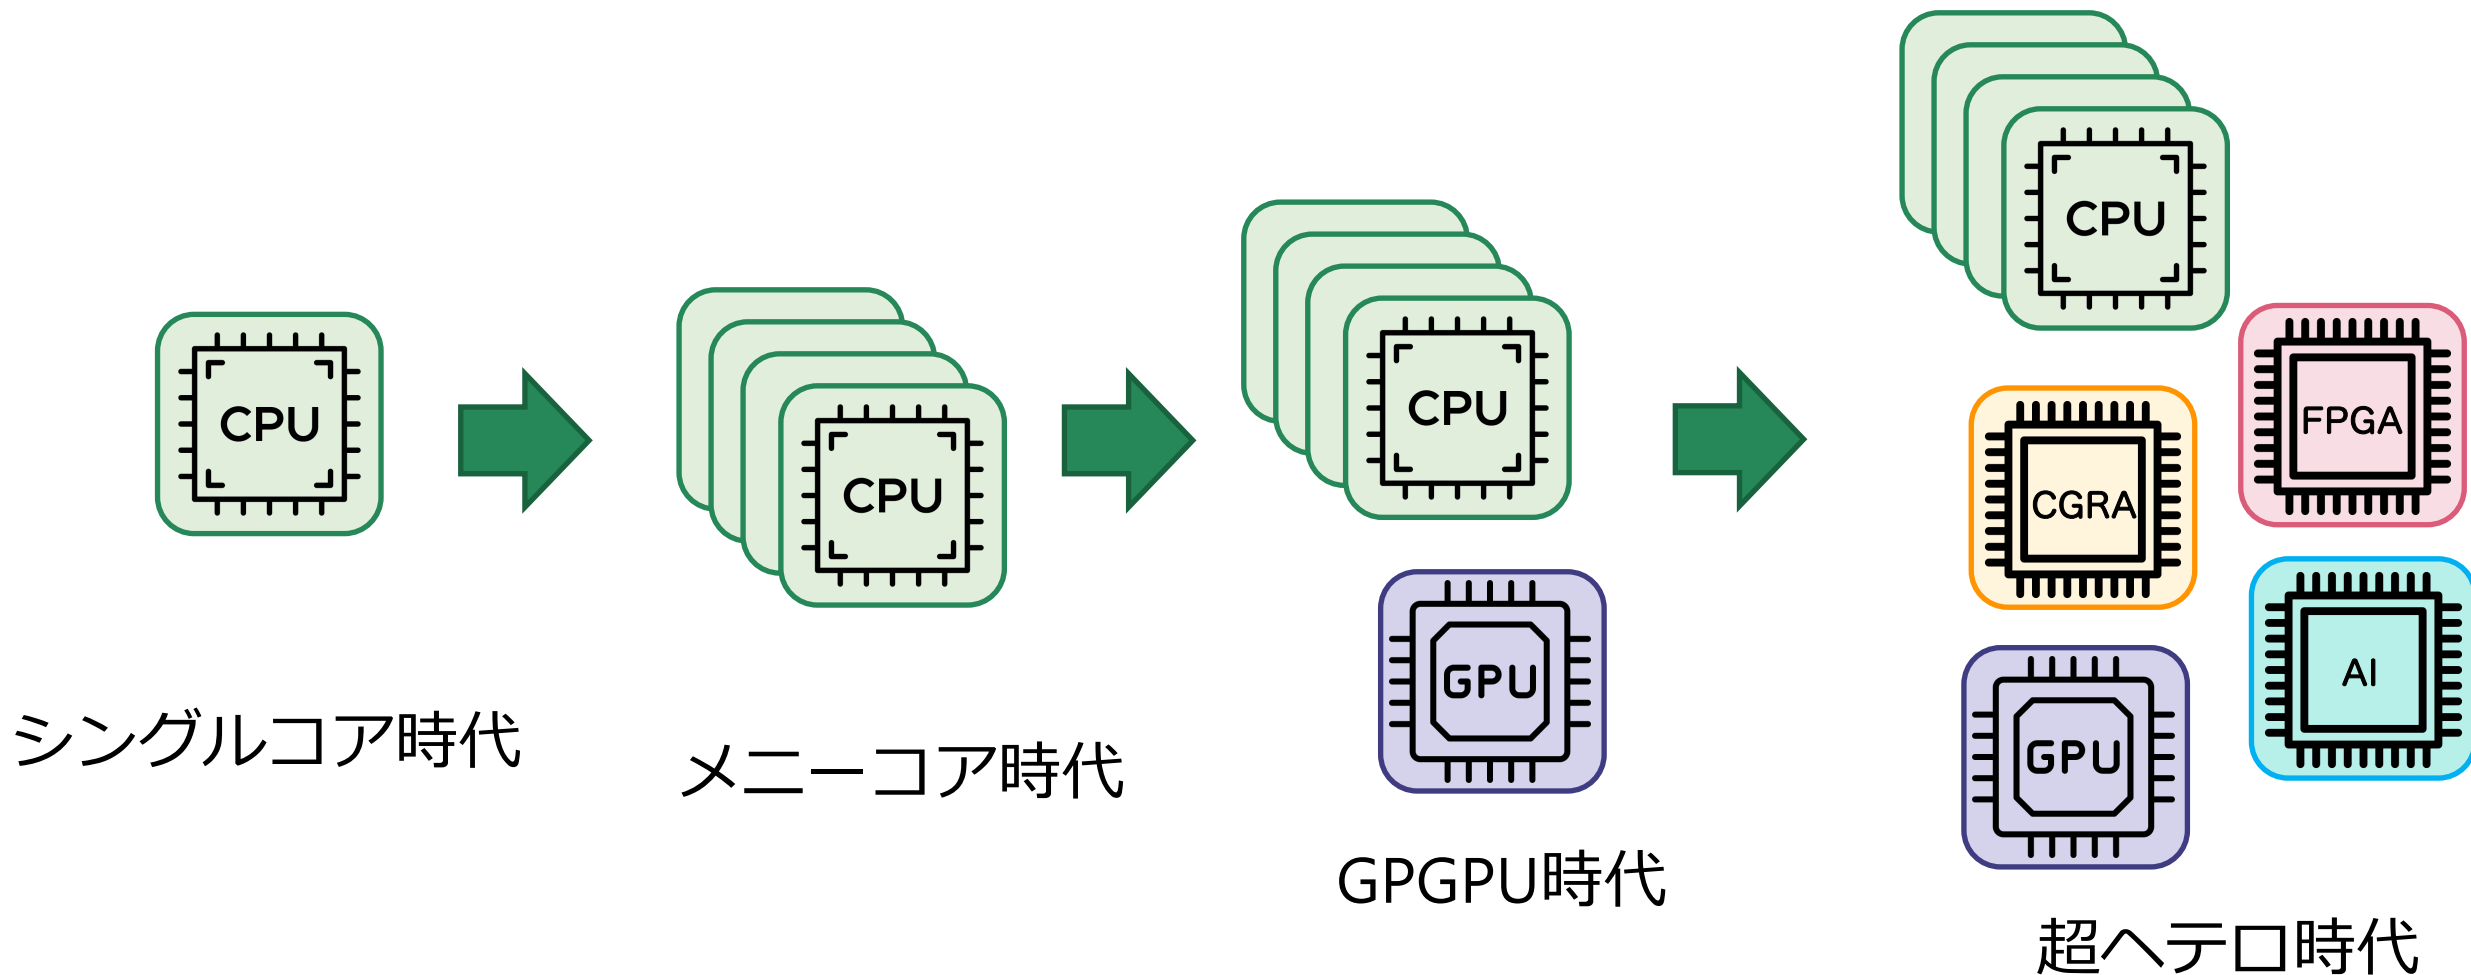 CPU
シングルコア時代
CPU
メニーコア時代
CPU
GPU
GPGPU時代
CPU
FPGA
CGRA
AI
GPU
超ヘテロ時代